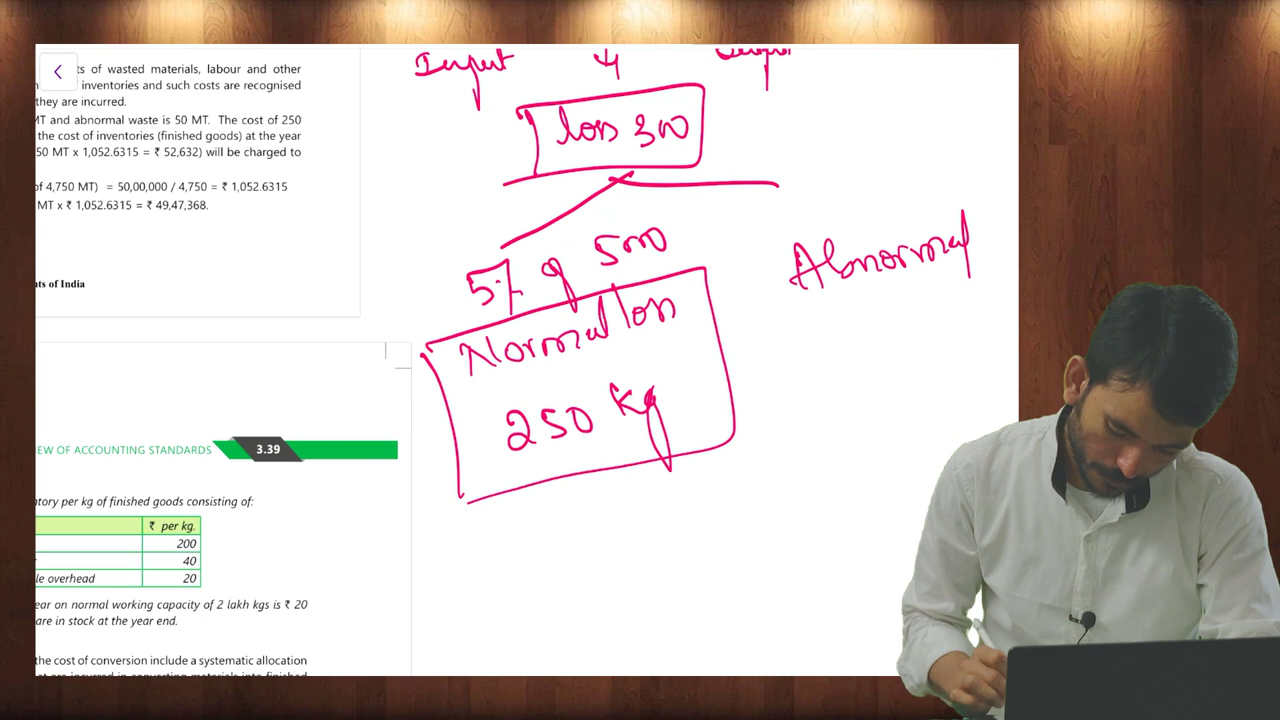 ts of wasted materials, labour and other
inventories and such costs are recognised
they are incurred.
MT and abnormal waste is 50 MT. The cost of 250
the cost of inventories (finished goods) at the year
50 MT x 1,052.6315 = ₹ 52,632) will be charged to
of 4,750 MT) = 50,00,000 / 4,750 = ₹ 1,052.6315
MT x ₹ 1,052.6315 = ₹ 49,47,368.
nts of India
EW OF ACCOUNTING STANDARDS 3.39
ntory per kg of finished goods consisting of:
₹ per kg.
200
40
le overhead 20
ear on normal working capacity of 2 lakh kgs is ₹ 20
are in stock at the year end.
the cost of conversion include a systematic allocation
Input
loss 300
5% of 5000
Normal loss
250 kg
Abnormal